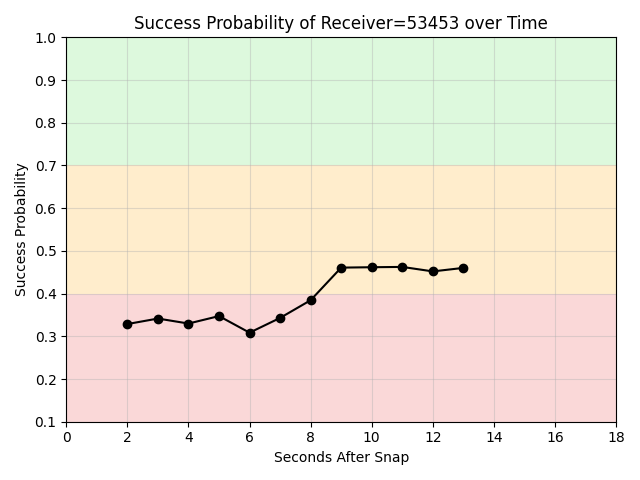 Success Probability of Receiver=53453 over Time
1.0
0.9
0.8
0.7
0.6
0.5
0.4
0.3
0.2
0.1
Success Probability
0 2 4 6 8 10 12 14 16 18
Seconds After Snap